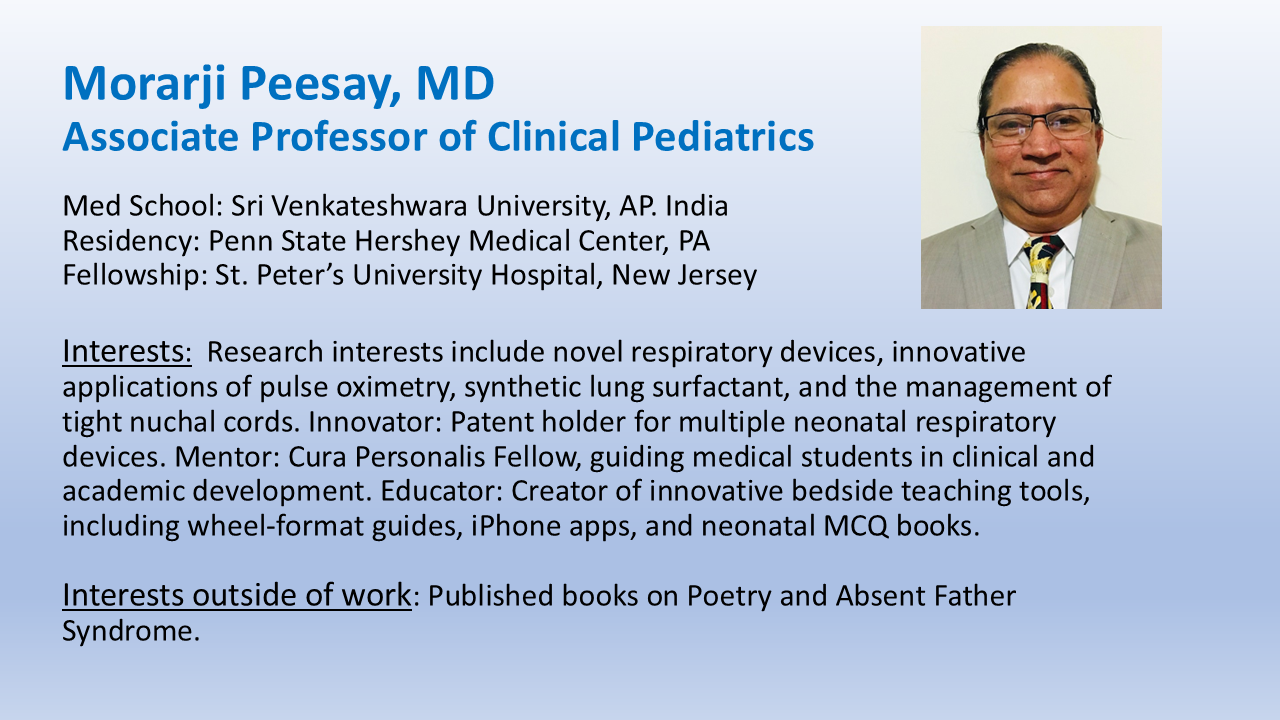 Morarji Peesay, MD
Associate Professor of Clinical Pediatrics
Med School: Sri Venkateshwara University, AP. India
Residency: Penn State Hershey Medical Center, PA
Fellowship: St. Peter’s University Hospital, New Jersey
Interests:  Research interests include novel respiratory devices, innovative
applications of pulse oximetry, synthetic lung surfactant, and the management of
tight nuchal cords. Innovator: Patent holder for multiple neonatal respiratory
devices. Mentor: Cura Personalis Fellow, guiding medical students in clinical and
academic development. Educator: Creator of innovative bedside teaching tools,
including wheel-format guides, iPhone apps, and neonatal MCQ books.
Interests outside of work: Published books on Poetry and Absent Father
Syndrome.